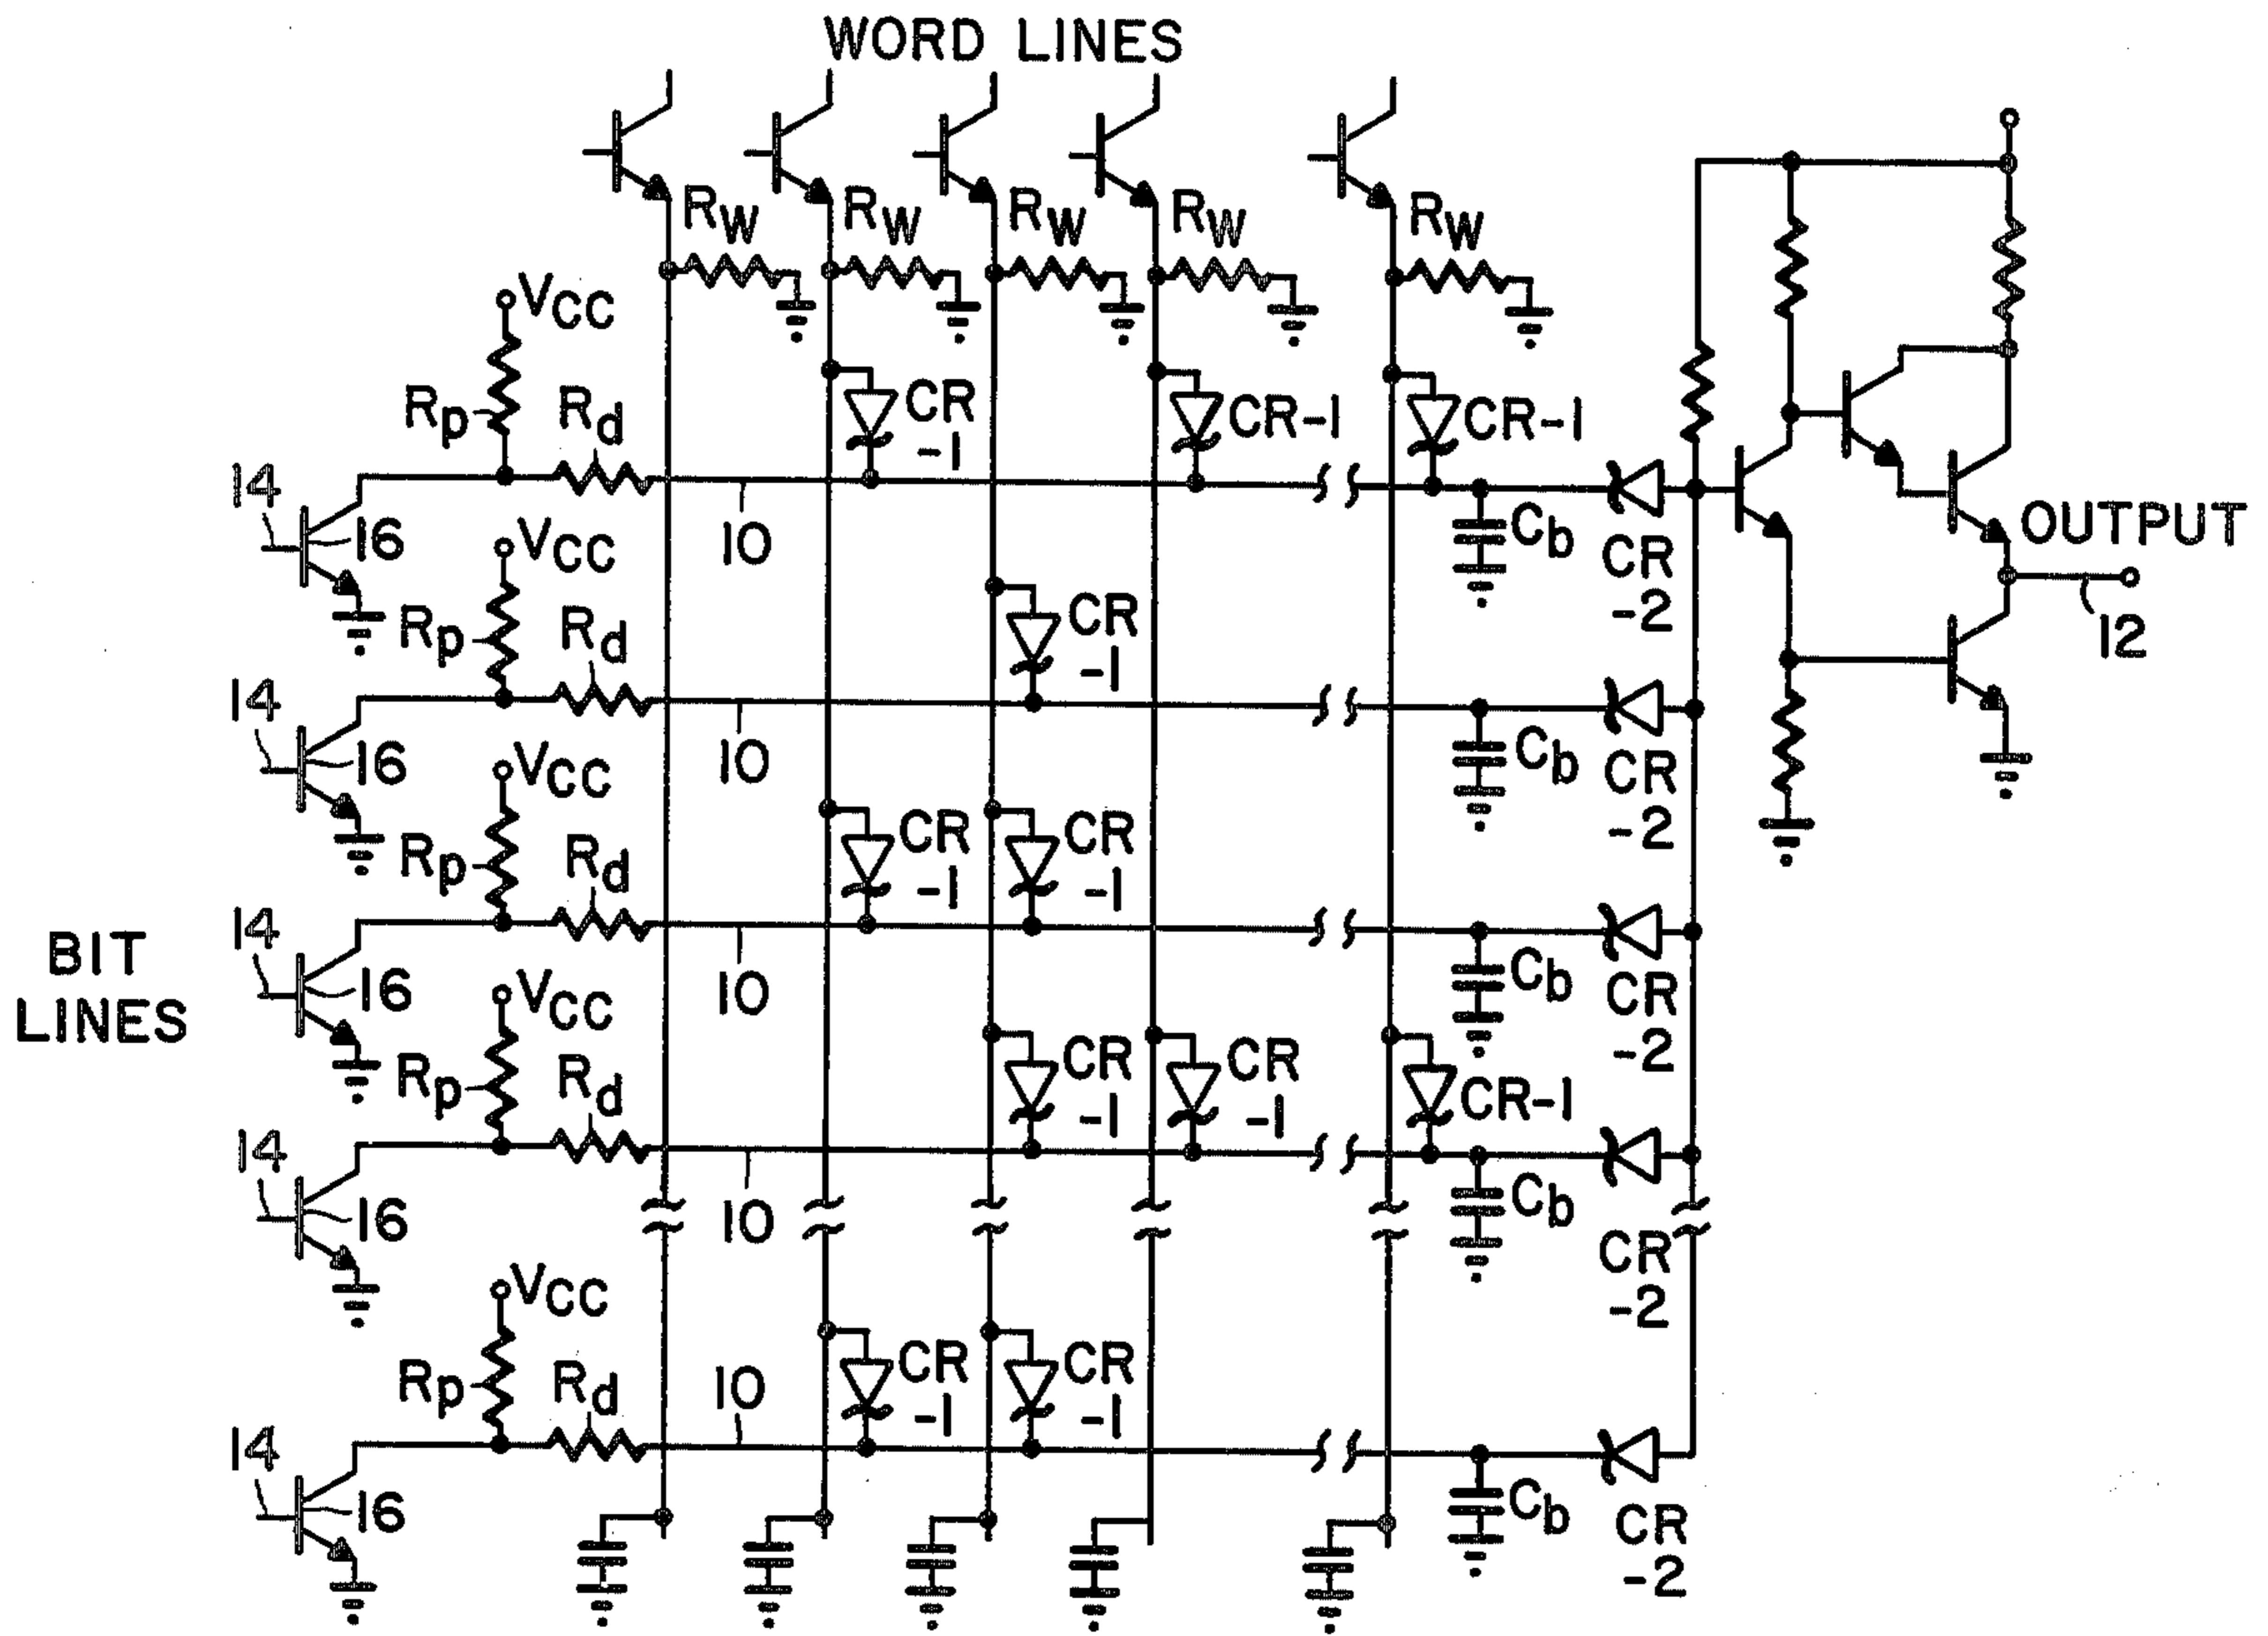 WORD LINES
RW RW RW RW RW
VCC
Rp Rd CR-1 CR-1 CR-1
14 16 10 Cb CR-2 OUTPUT
12
VCC
Rp Rd CR-1
14 16 10 Cb CR-2
VCC
Rp Rd CR-1 CR-1
BIT LINES
14 16 10 Cb CR-2
VCC
Rp Rd CR-1 CR-1 CR-1
14 16 10 Cb CR-2
VCC
Rp Rd 10 CR-1 CR-1
14 16 Cb CR-2